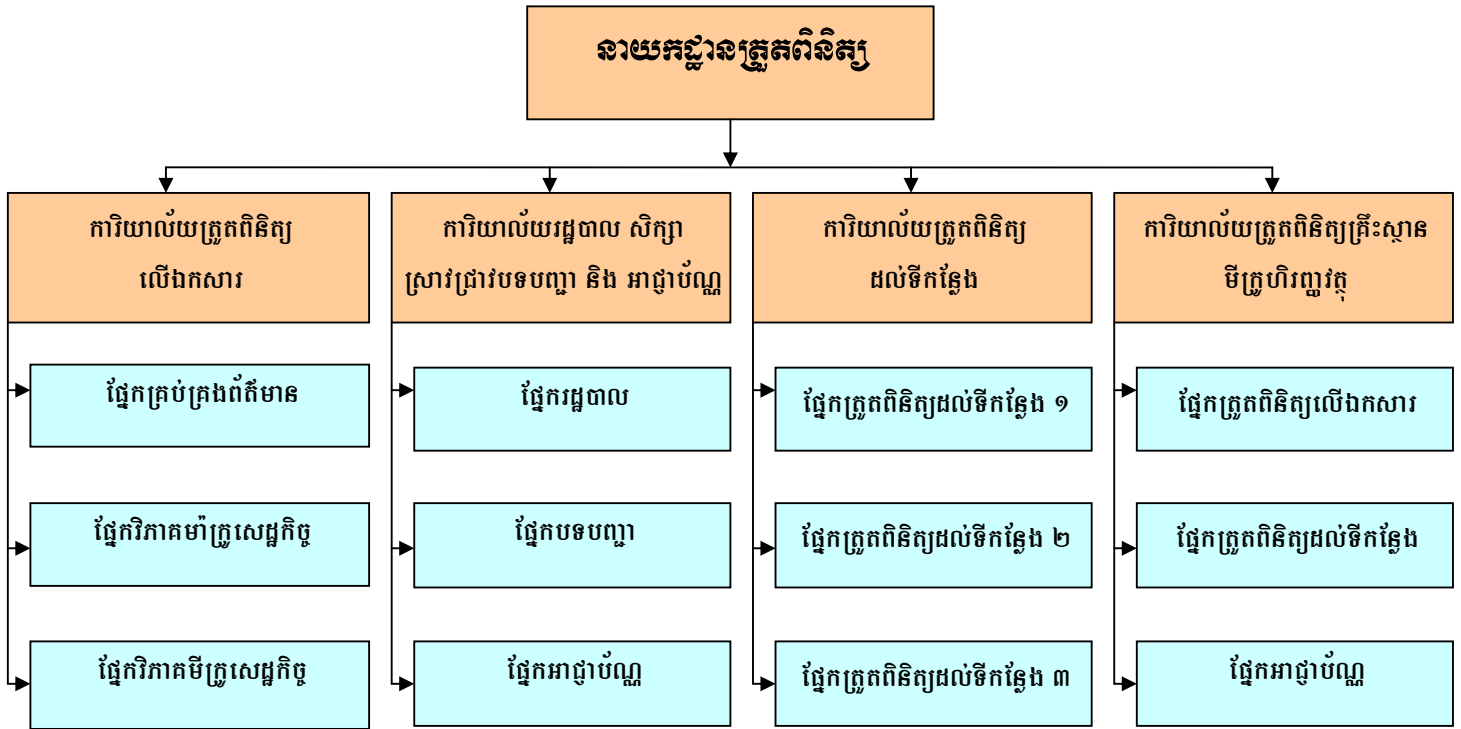 នាយកដ្ឋានត្រួតពិនិត្យ
ការិយាល័យត្រួតពិនិត្យ
លើឯកសារ
ផ្នែកគ្រប់គ្រងព័ត៌មាន
ផ្នែកវិភាគម៉ាក្រូសេដ្ឋកិច្ច
ផ្នែកវិភាគមីក្រូសេដ្ឋកិច្ច
ការិយាល័យរដ្ឋបាល សិក្សា
ស្រាវជ្រាវបទបញ្ជា និង អាជ្ញាប័ណ្ណ
ផ្នែករដ្ឋបាល
ផ្នែកបទបញ្ជា
ផ្នែកអាជ្ញាប័ណ្ណ
ការិយាល័យត្រួតពិនិត្យ
ដល់ទីកន្លែង
ផ្នែកត្រួតពិនិត្យដល់ទីកន្លែង ១
ផ្នែកត្រួតពិនិត្យដល់ទីកន្លែង ២
ផ្នែកត្រួតពិនិត្យដល់ទីកន្លែង ៣
ការិយាល័យត្រួតពិនិត្យគ្រឹះស្ថាន
មីក្រូហិរញ្ញវត្ថុ
ផ្នែកត្រួតពិនិត្យលើឯកសារ
ផ្នែកត្រួតពិនិត្យដល់ទីកន្លែង
ផ្នែកអាជ្ញាប័ណ្ណ